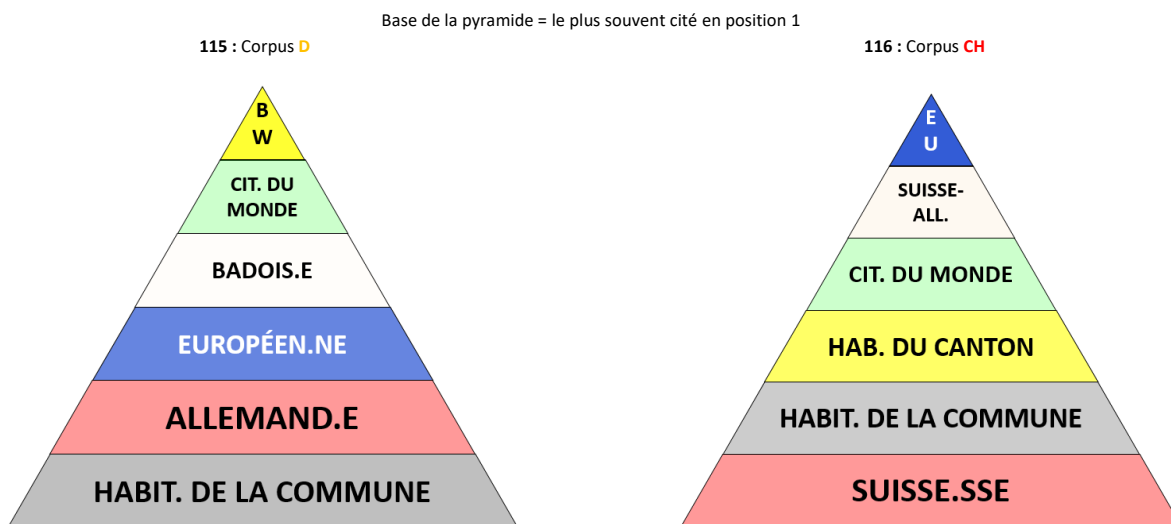 Base de la pyramide = le plus souvent cité en position 1
115 : Corpus D
B
W
CIT. DU
MONDE
BADOIS.E
EUROPÉEN.NE
ALLEMAND.E
HABIT. DE LA COMMUNE
116 : Corpus CH
E
U
SUISSE-
ALL.
CIT. DU MONDE
HAB. DU CANTON
HABIT. DE LA COMMUNE
SUISSE.SSE